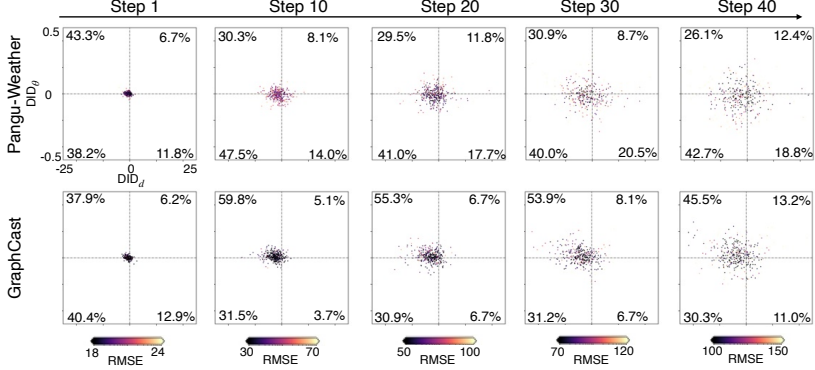 Step 1 Step 10 Step 20 Step 30 Step 40
Pangu-Weather
DID_θ
0.5
0
-0.5
43.3% 6.7%
38.2% 11.8%
-25 0 25
DID_d
30.3% 8.1%
47.5% 14.0%
29.5% 11.8%
41.0% 17.7%
30.9% 8.7%
40.0% 20.5%
26.1% 12.4%
42.7% 18.8%
GraphCast
37.9% 6.2%
40.4% 12.9%
59.8% 5.1%
31.5% 3.7%
55.3% 6.7%
30.9% 6.7%
53.9% 8.1%
31.2% 6.7%
45.5% 13.2%
30.3% 11.0%
18 RMSE 24
30 RMSE 70
50 RMSE 100
70 RMSE 120
100 RMSE 150